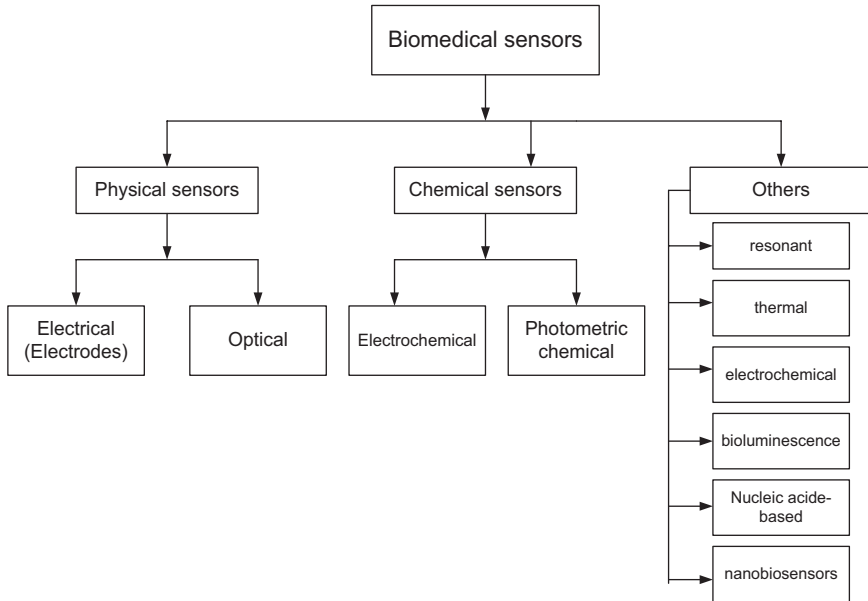 Biomedical sensors
Physical sensors
Chemical sensors
Others
Electrical
(Electrodes)
Optical
Electrochemical
Photometric
chemical
resonant
thermal
electrochemical
bioluminescence
Nucleic acide-
based
nanobiosensors